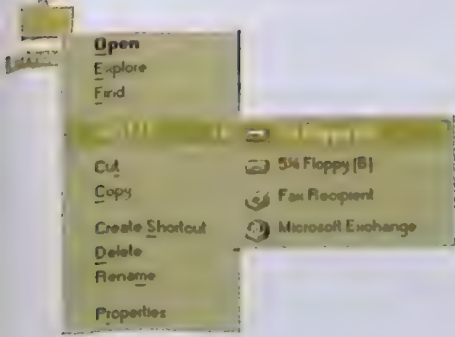 Open
Explore
Find
Cut
Copy
Create Shortcut
Delete
Rename
Properties
5¼ Floppy (B)
Fax Recipient
Microsoft Exchange